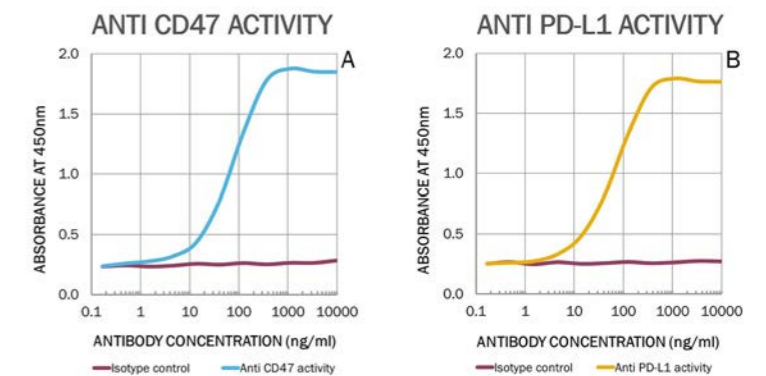 ANTI CD47 ACTIVITY
A
2.0
1.5
1.0
0.5
0.0
ABSORBANCE AT 450nm
0.1 1 10 100 1000 10000
ANTIBODY CONCENTRATION (ng/ml)
Isotype control Anti CD47 activity
ANTI PD-L1 ACTIVITY
B
2.0
1.5
1.0
0.5
0.0
ABSORBANCE AT 450nm
0.1 1 10 100 1000 10000
ANTIBODY CONCENTRATION (ng/ml)
Isotype control Anti PD-L1 activity